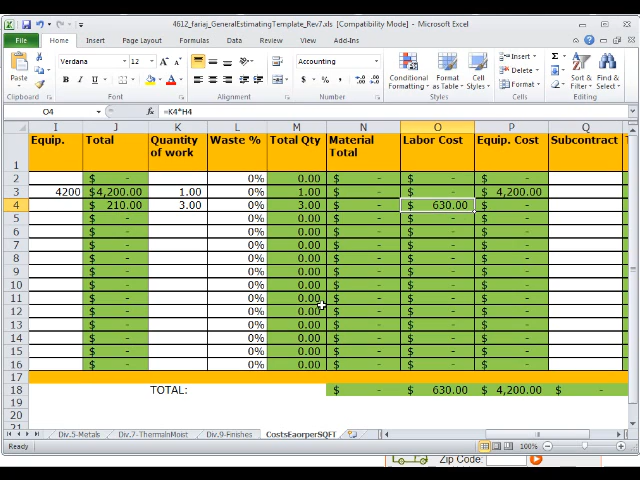 4612_fariaj_GeneralEstimatingTemplate_Rev7.xls [Compatibility Mode] - Microsoft Excel
File Home Insert Page Layout Formulas Data Review View Add-Ins
Verdana 12 Accounting
Paste B I U $ % , Conditional Formatting Format as Table Cell Styles Insert Delete Format
Clipboard Font Alignment Number Styles Cells Editing
O4 fx =K4*H4
I J K L M N O P Q
1 Equip. Total Quantity of work Waste % Total Qty Material Total Labor Cost Equip. Cost Subcontract T
2 $ - 0% 0.00 $ - $ - $ - $ -
3 4200 $4,200.00 1.00 0% 1.00 $ - $ - $ 4,200.00 $
4 $ 210.00 3.00 0% 3.00 $ - $ 630.00 $ - $
5 $ - 0% 0.00 $ - $ - $ - $
6 $ - 0% 0.00 $ - $ - $ - $
7 $ - 0% 0.00 $ - $ - $ - $
8 $ - 0% 0.00 $ - $ - $ - $
9 $ - 0% 0.00 $ - $ - $ - $
10 $ - 0% 0.00 $ - $ - $ - $
11 $ - 0% 0.00 $ - $ - $ - $
12 $ - 0% 0.00 $ - $ - $ - $
13 $ - 0% 0.00 $ - $ - $ - $
14 $ - 0% 0.00 $ - $ - $ - $
15 $ - 0% 0.00 $ - $ - $ - $
16 $ - 0% 0.00 $ - $ - $ - $
17
18 TOTAL: $ - $ 630.00 $ 4,200.00 $ - $
19
20
21
Div.5-Metals Div.7-ThermalnMoist Div.9-Finishes CostsEaorperSQFT
Ready 100%
Zip Code: